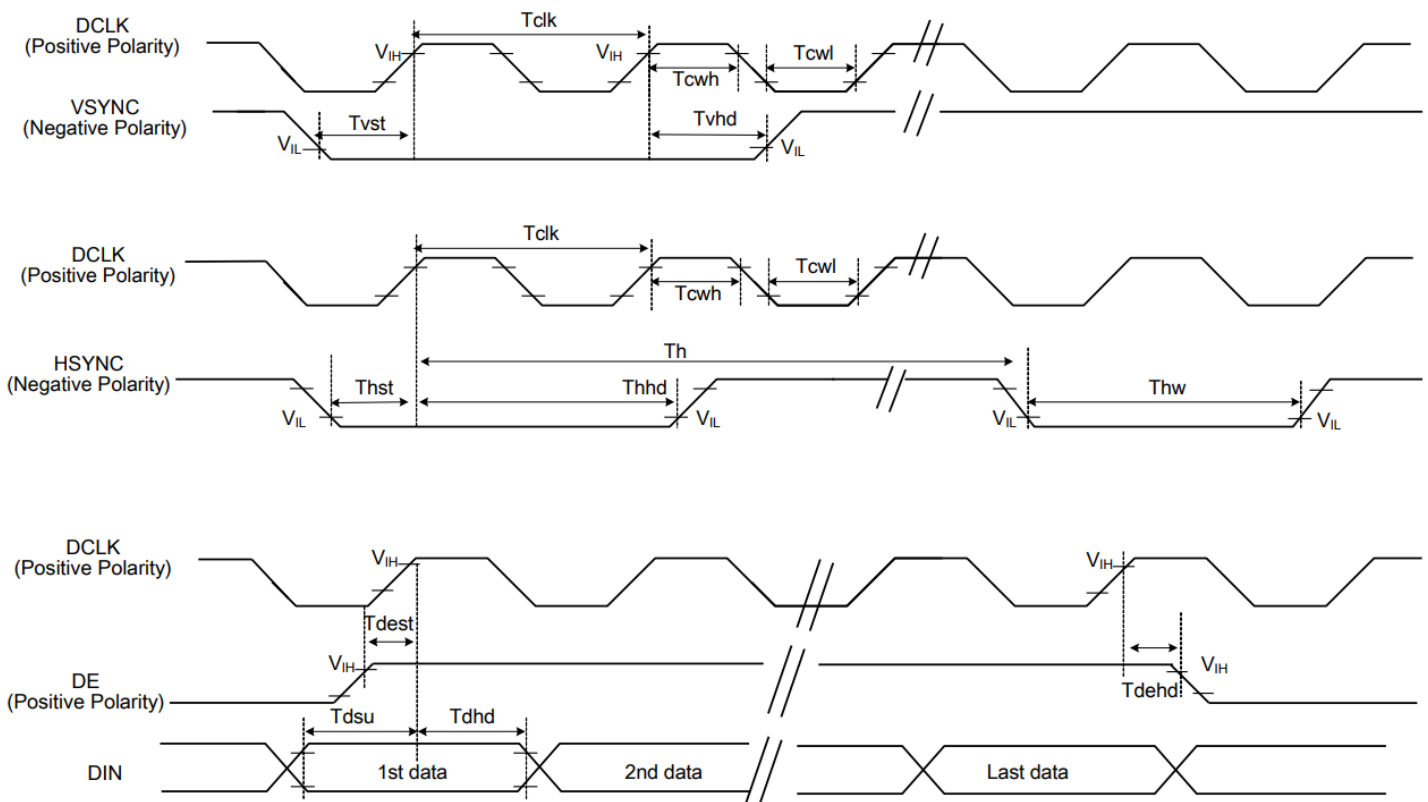 DCLK
(Positive Polarity)
VIH
Tclk
VIH
Tcwh
Tcwl
VSYNC
(Negative Polarity)
VIL
Tvst
Tvhd
VIL
DCLK
(Positive Polarity)
Tclk
Tcwh
Tcwl
HSYNC
(Negative Polarity)
VIL
Thst
Th
Thhd
VIL
VIL
Thw
VIL
DCLK
(Positive Polarity)
VIH
VIH
Tdest
DE
(Positive Polarity)
VIH
VIH
Tdehd
Tdsu
Tdhd
DIN
1st data
2nd data
Last data